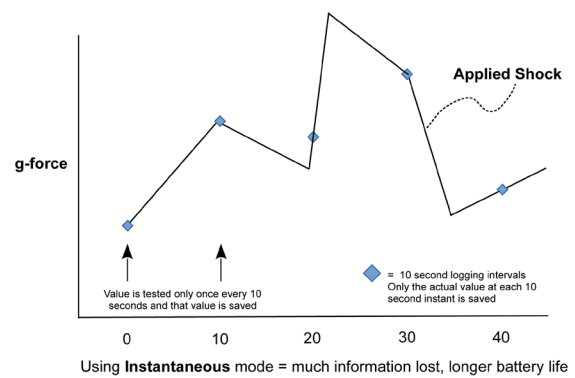 Applied Shock
g-force
= 10 second logging intervals
Only the actual value at each 10
second instant is saved
Value is tested only once every 10
seconds and that value is saved
0 10 20 30 40
Using Instantaneous mode = much information lost, longer battery life